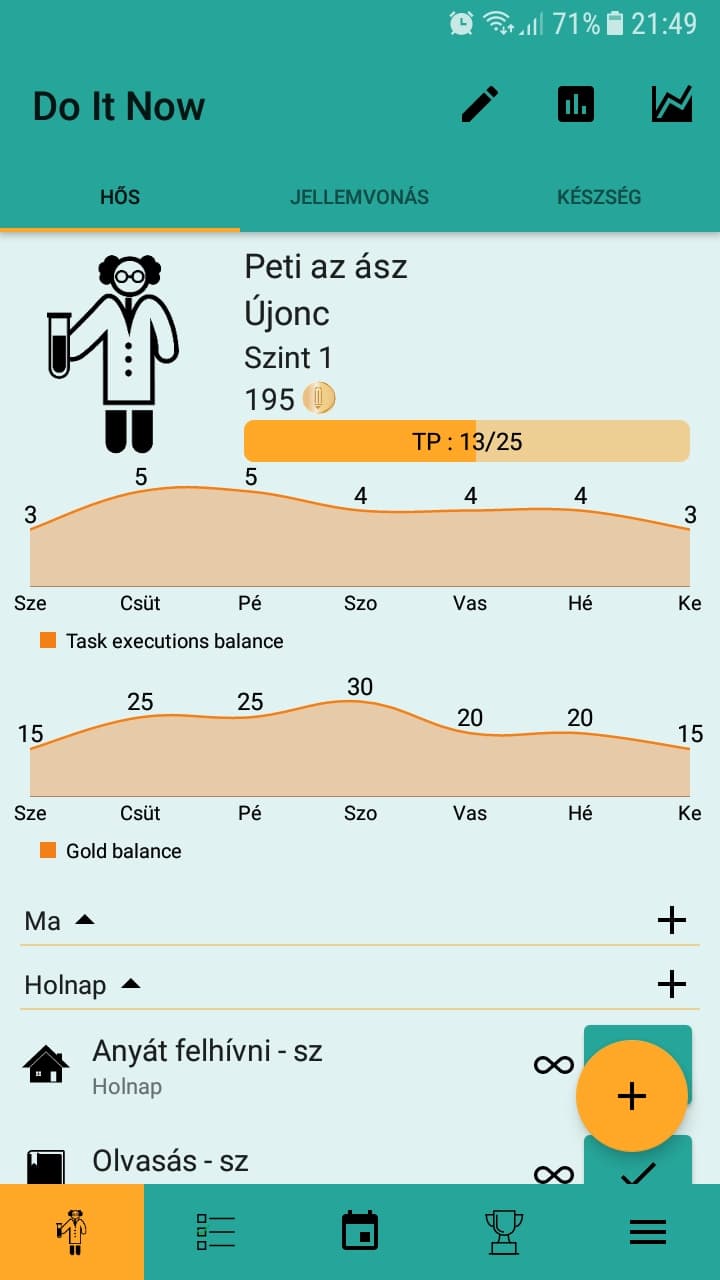 71% 21:49
Do It Now
HŐS JELLEMVONÁS KÉSZSÉG
Peti az ász
Újonc
Szint 1
195
TP : 13/25
3 5 5 4 4 4 3
Sze Csüt Pé Szo Vas Hé Ke
Task executions balance
15 25 25 30 20 20 15
Sze Csüt Pé Szo Vas Hé Ke
Gold balance
Ma
Holnap
Anyát felhívni - sz
Holnap
Olvasás - sz